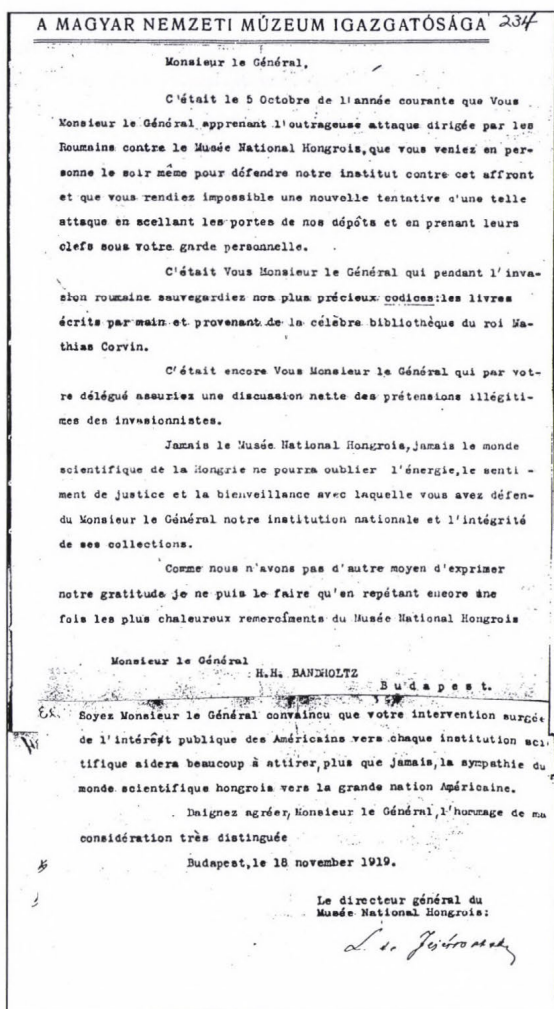 A MAGYAR NEMZETI MÚZEUM IGAZGATÓSÁGA 234
Monsieur le Général,
C'était le 5 Octobre de l'année courante que Vous
Monsieur le Général apprenant l'outrageuse attaque dirigée par les
Roumains contre le Musée National Hongrois,que vous veniez en per-
sonne le soir même pour défendre notre institut contre cet affront
et que vous rendiez impossible une nouvelle tentative d'une telle
attaque en scellant les portes de nos dépôts et en prenant leurs
clefs sous votre garde personnelle.
C'était Vous Monsieur le Général qui pendant l'inva-
sion roumaine sauvegardiez nos plus précieux codices:les livres
écrits par main et provenant de la célèbre bibliothèque du roi Ma-
thias Corvin.
C'était encore Vous Monsieur le Général qui par vot-
re délégué assuriez une discussion nette des prétensions illégiti-
mes des invasionnistes.
Jamais le Musée National Hongrois,jamais le monde
scientifique de la Hongrie ne pourra oublier l'énergie,le senti -
ment de justice et la bienveillance avec laquelle vous avez défen-
du Monsieur le Général notre institution nationale et l'intégrité
de ses collections.
Comme nous n'avons pas d'autre moyen d'exprimer
notre gratitude je ne puis le faire qu'en repétant encore une
fois les plus chaleureux remercîments du Musée National Hongrois
Monsieur le Général
H.H. BANDHOLTZ
Budapest.
Soyez Monsieur le Général convaincu que votre intervention surgée
de l'intérêt publique des Américains vers chaque institution sci
tifique aidera beaucoup à attirer,plus que jamais,la sympathie du
monde scientifique hongrois vers la grande nation Américaine.
Daignez agréer,Monsieur le Général,l'hommage de ma
considération très distinguée
Budapest,le 18 november 1919.
Le directeur général du
Musée National Hongrois:
L. de